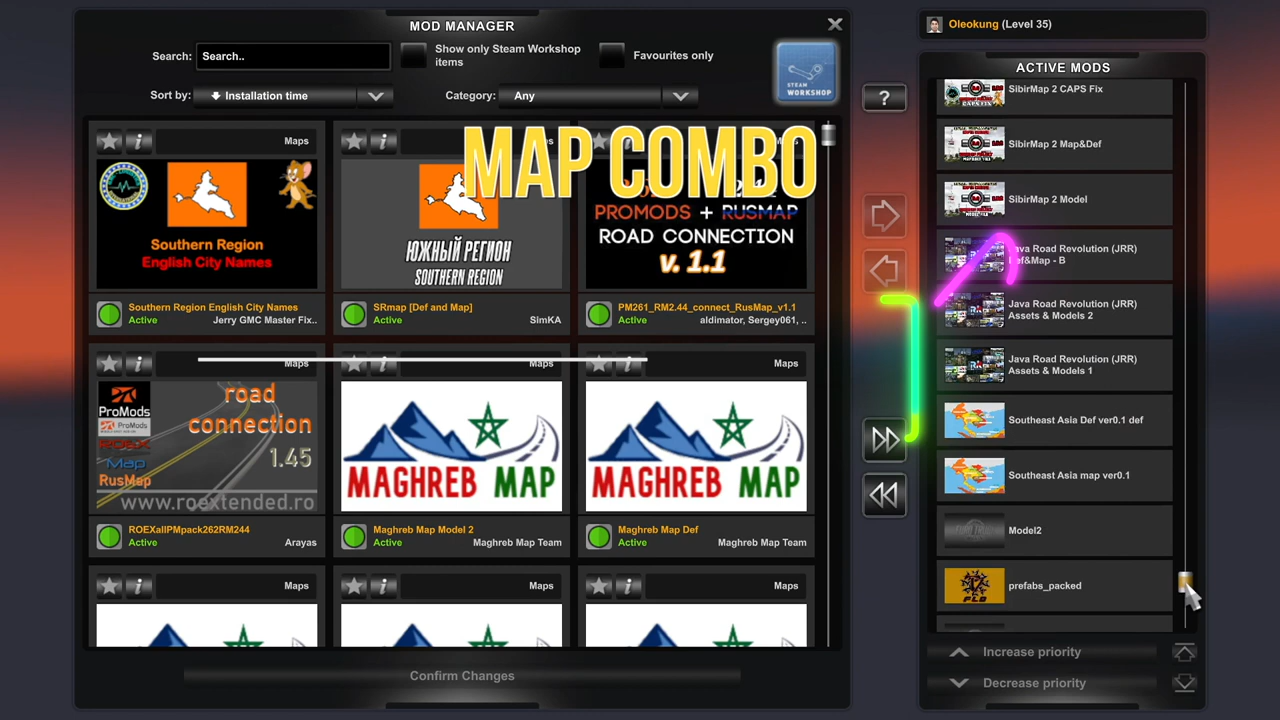 MOD MANAGER
Search:
Search..
Show only Steam Workshop
items
Favourites only
STEAM
WORKSHOP
Sort by:
Installation time
Category:
Any
MAP COMBO
Maps
Southern Region
English City Names
Southern Region English City Names
Active
Jerry GMC Master Fix..
ЮЖНЫЙ РЕГИОН
SOUTHERN REGION
SRmap [Def and Map]
Active
SimKA
Maps
PROMODS + RUSMAP
ROAD CONNECTION
v. 1.1
PM261_RM2.44_connect_RusMap_v1.1
Active
aldimator, Sergey061, ..
Maps
ProMods
ProMods
ROEX
Map
RusMap
road
connection
1.45
www.roextended.ro
ROEXallPMpack262RM244
Active
Arayas
Maps
MAGHREB MAP
Maghreb Map Model 2
Active
Maghreb Map Team
Maps
MAGHREB MAP
Maghreb Map Def
Active
Maghreb Map Team
Maps
Maps
Maps
Confirm Changes
?
Oleokung (Level 35)
ACTIVE MODS
SibirMap 2 CAPS Fix
SibirMap 2 Map&Def
SibirMap 2 Model
Java Road Revolution (JRR)
Def&Map - B
Java Road Revolution (JRR)
Assets & Models 2
Java Road Revolution (JRR)
Assets & Models 1
Southeast Asia Def ver0.1 def
Southeast Asia map ver0.1
Model2
prefabs_packed
Increase priority
Decrease priority